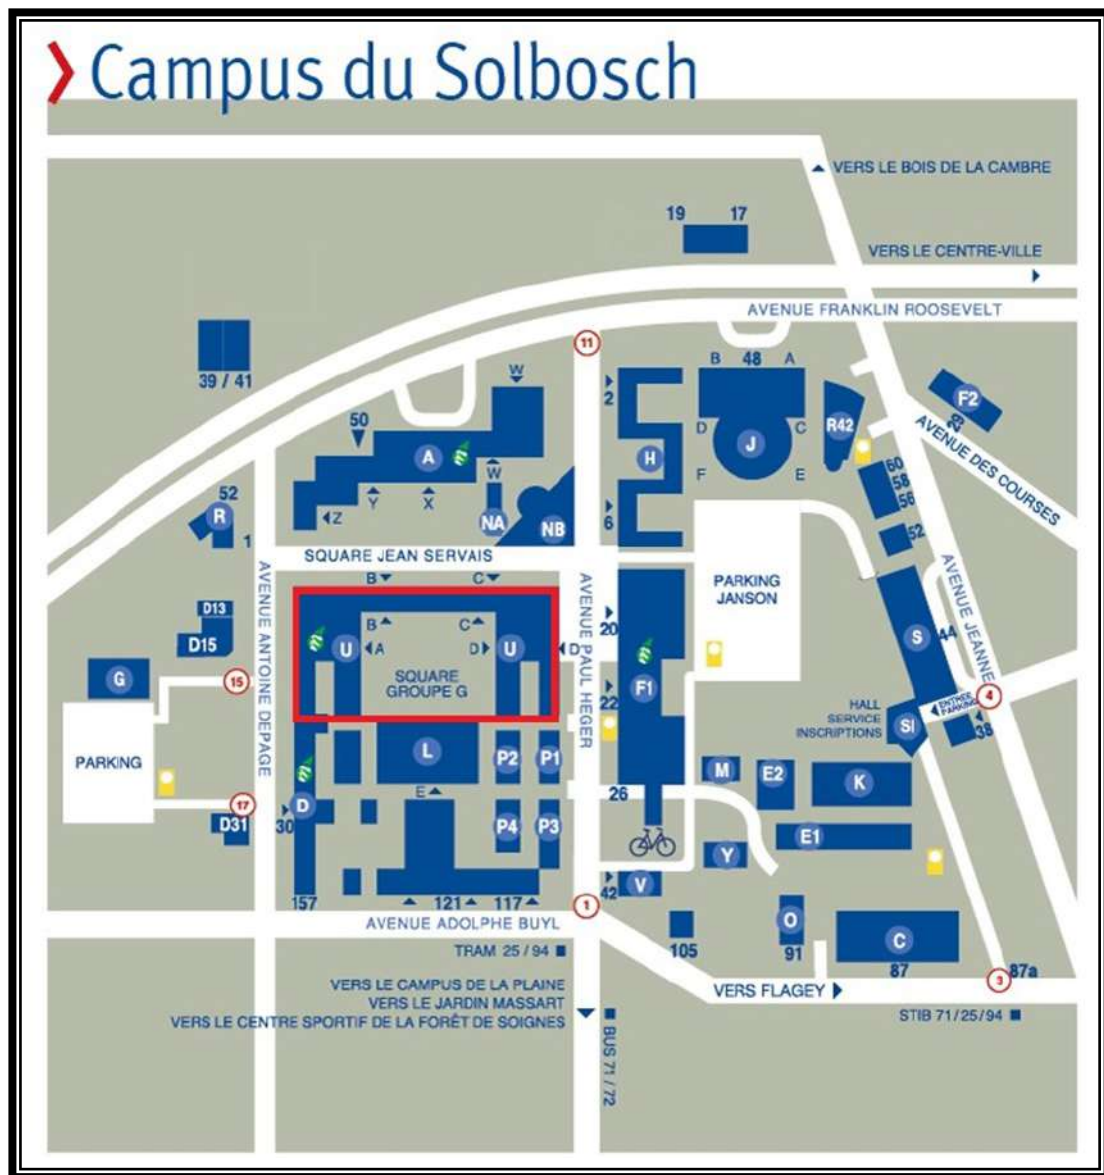 Campus du Solbosch
VERS LE BOIS DE LA CAMBRE
19 17
VERS LE CENTRE-VILLE
AVENUE FRANKLIN ROOSEVELT
11
39 / 41
W
B 48 A
2
F2
29
50
A
W
H
D
J
C
R42
AVENUE DES COURSES
F
E
60
58
56
52
Y
X
Z
NA
NB
6
52
R
1
SQUARE JEAN SERVAIS
AVENUE ANTOINE DEPAGE
AVENUE PAUL HEGER
AVENUE JEANNE
B
C
PARKING
JANSON
D13
D15
B
C
20
U
A
D
U
D
S
44
SQUARE
GROUPE G
G
15
F1
22
HALL
SERVICE
INSCRIPTIONS
ENTRÉE
PARKING
4
SI
38
PARKING
L
P2
P1
M
E2
K
17
D
E
26
30
D31
P4
P3
E1
Y
42
V
157
121
117
1
AVENUE ADOLPHE BUYL
O
C
105
91
87
87a
3
TRAM 25 / 94
VERS LE CAMPUS DE LA PLAINE
VERS LE JARDIN MASSART
VERS LE CENTRE SPORTIF DE LA FORÊT DE SOIGNES
VERS FLAGEY
STIB 71/25/94
BUS 71 / 72